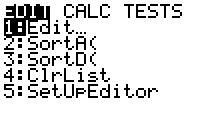 EDIT CALC TESTS
1:Edit…
2:SortA(
3:SortD(
4:ClrList
5:SetUpEditor